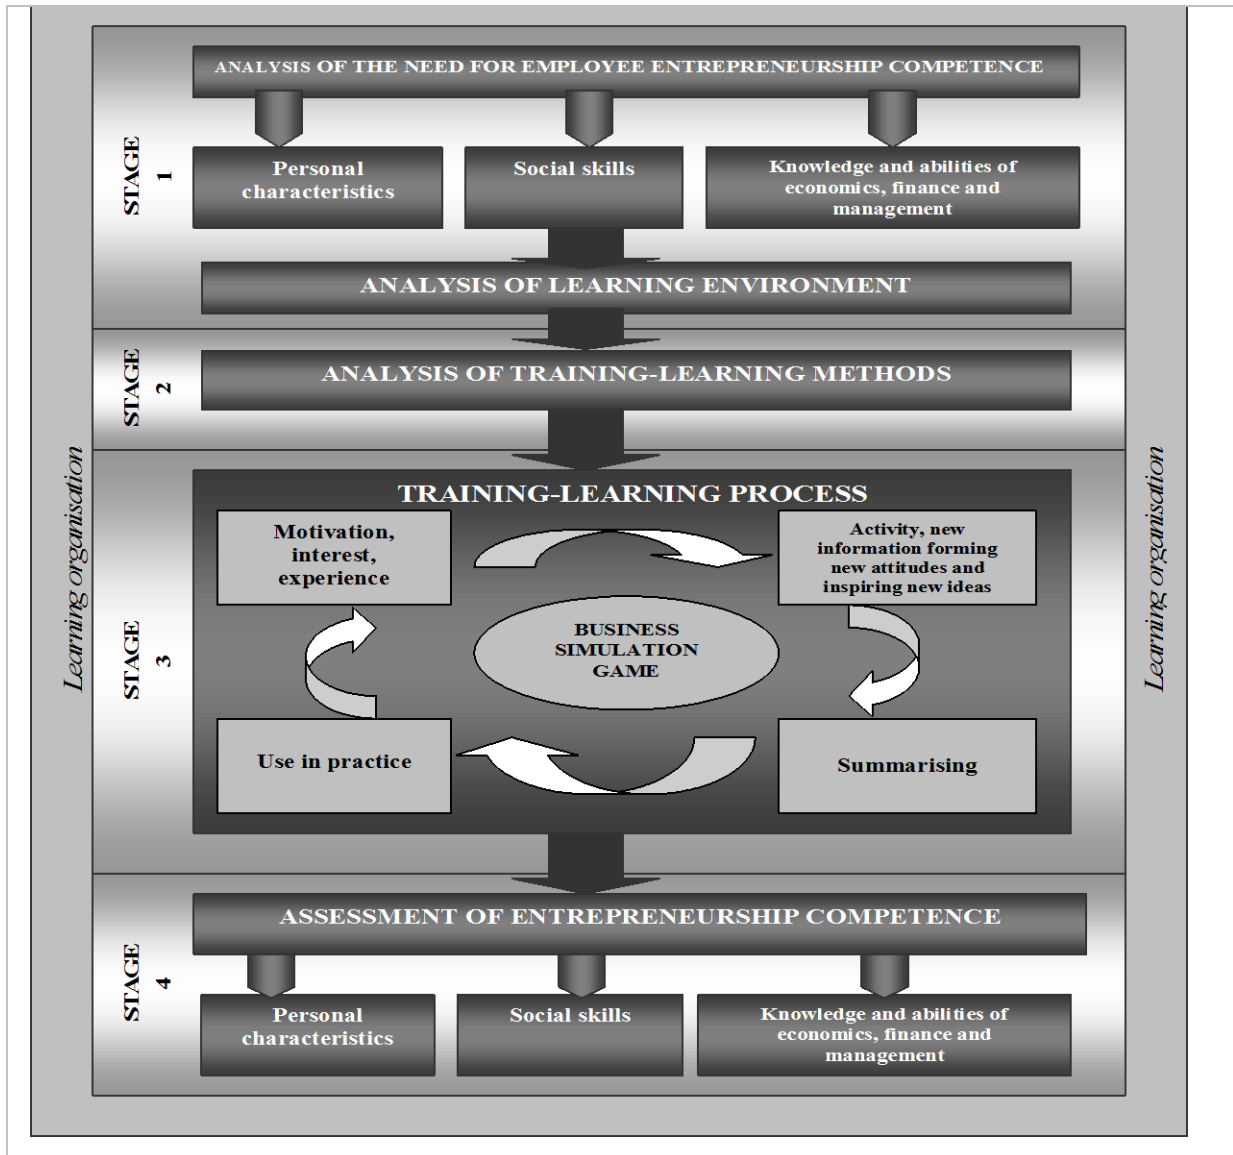 ANALYSIS OF THE NEED FOR EMPLOYEE ENTREPRENEURSHIP COMPETENCE
STAGE
1
Personal
characteristics
Social skills
Knowledge and abilities of
economics, finance and
management
ANALYSIS OF LEARNING ENVIRONMENT
STAGE
2
ANALYSIS OF TRAINING-LEARNING METHODS
Learning organisation
Learning organisation
STAGE
3
TRAINING-LEARNING PROCESS
Motivation,
interest,
experience
Activity, new
information forming
new attitudes and
inspiring new ideas
BUSINESS
SIMULATION
GAME
Use in practice
Summarising
STAGE
4
ASSESSMENT OF ENTREPRENEURSHIP COMPETENCE
Personal
characteristics
Social skills
Knowledge and abilities of
economics, finance and
management